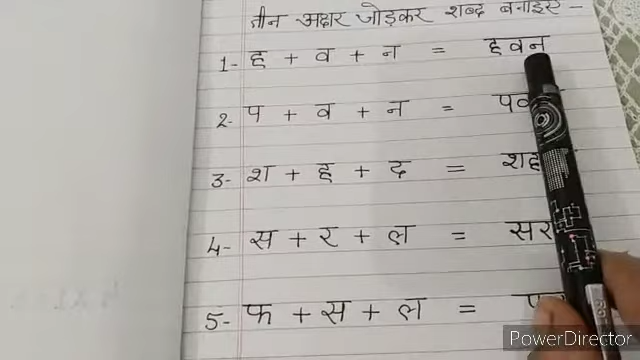 तीन अक्षर जोड़कर शब्द बनाइए -
1- ह + व + न = हवन
2- प + व + न =
3- श + ह + द =
4- स + र + ल =
5- फ + स + ल =
PowerDirector